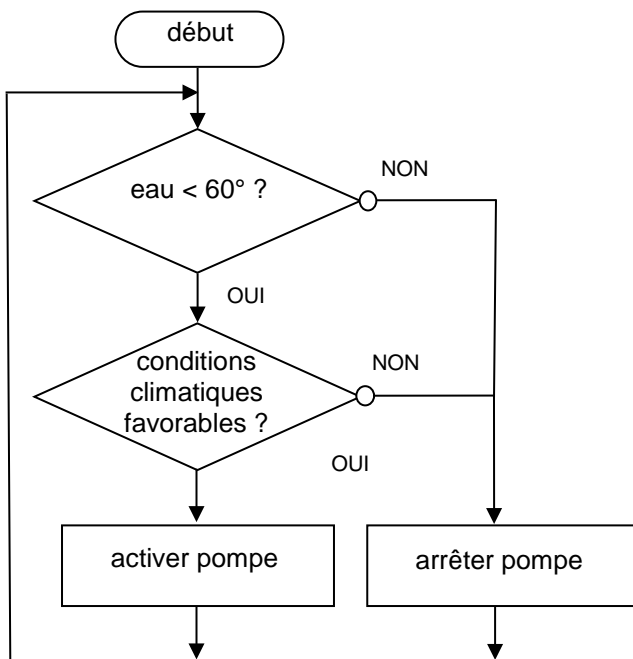 début
eau < 60° ?
NON
OUI
conditions
climatiques
favorables ?
NON
OUI
activer pompe
arrêter pompe